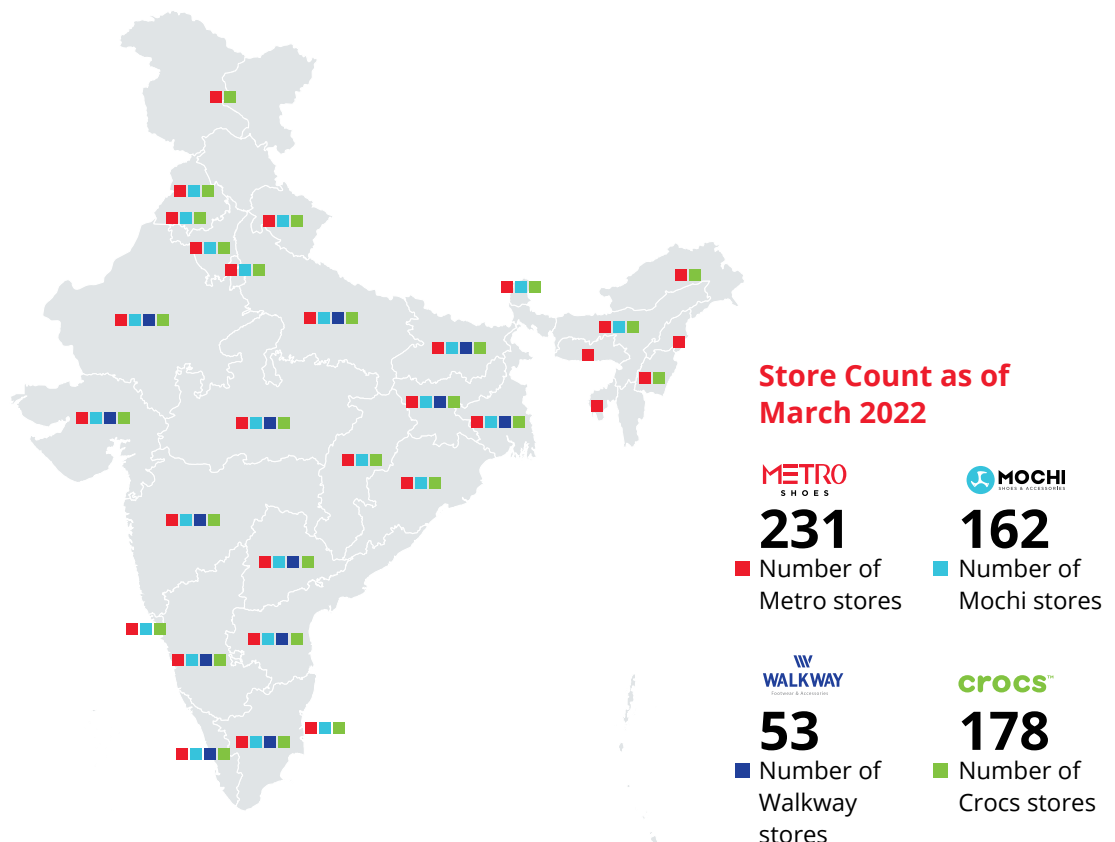 Store Count as of
March 2022
METRO
SHOES
231
Number of
Metro stores
MOCHI
SHOES & ACCESSORIES
162
Number of
Mochi stores
WALKWAY
Footwear & Accessories
53
Number of
Walkway
stores
crocs™
178
Number of
Crocs stores